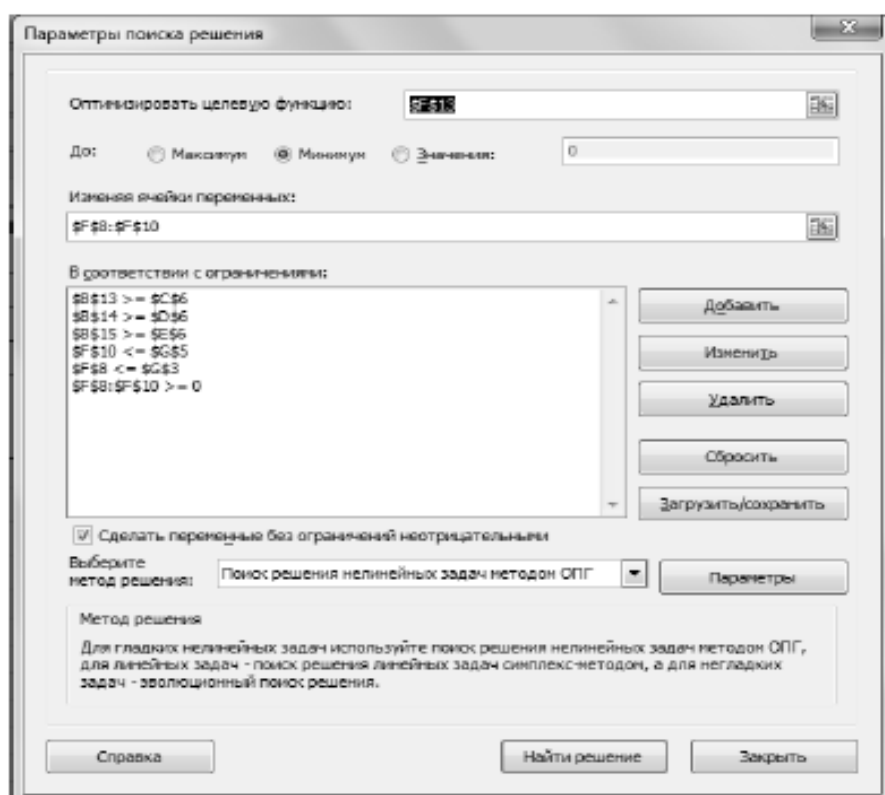 Параметры поиска решения
Оптимизировать целевую функцию: $F$13
До: Максимум Минимум Значения: 0
Изменяя ячейки переменных:
$F$8:$F$10
В соответствии с ограничениями:
$B$13 >= $C$6
$B$14 >= $D$6
$B$15 >= $E$6
$F$10 <= $G$5
$F$8 <= $G$3
$F$8:$F$10 >= 0
Добавить
Изменить
Удалить
Сбросить
Загрузить/сохранить
Сделать переменные без ограничений неотрицательными
Выберите
метод решения:
Поиск решения нелинейных задач методом ОПГ
Параметры
Метод решения
Для гладких нелинейных задач используйте поиск решения нелинейных задач методом ОПГ,
для линейных задач - поиск решения линейных задач симплекс-методом, а для негладких
задач - эволюционный поиск решения.
Справка
Найти решение
Закрыть